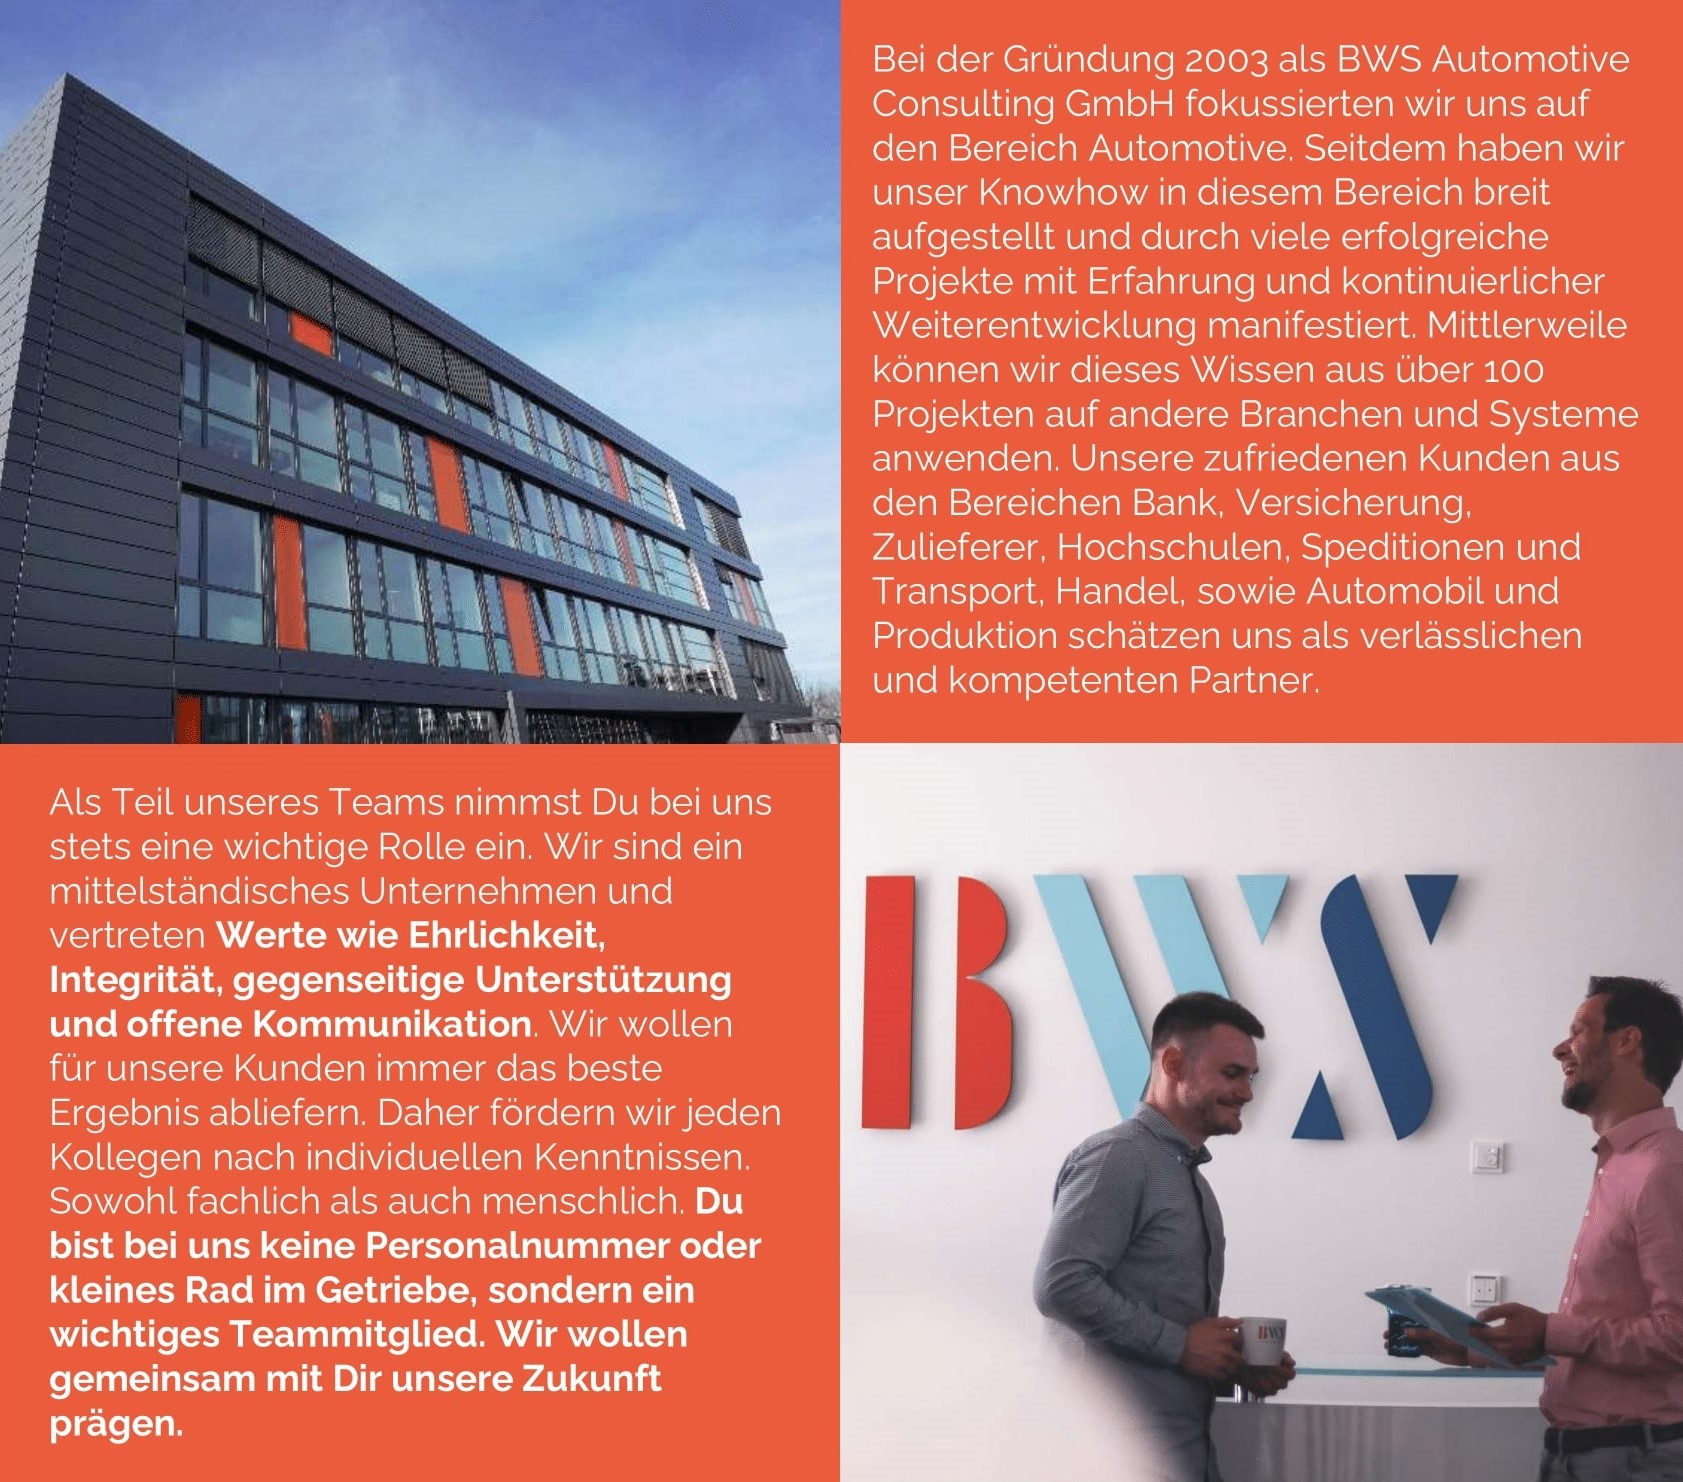 Bei der Gründung 2003 als BWS Automotive
Consulting GmbH fokussierten wir uns auf
den Bereich Automotive. Seitdem haben wir
unser Knowhow in diesem Bereich breit
aufgestellt und durch viele erfolgreiche
Projekte mit Erfahrung und kontinuierlicher
Weiterentwicklung manifestiert. Mittlerweile
können wir dieses Wissen aus über 100
Projekten auf andere Branchen und Systeme
anwenden. Unsere zufriedenen Kunden aus
den Bereichen Bank, Versicherung,
Zulieferer, Hochschulen, Speditionen und
Transport, Handel, sowie Automobil und
Produktion schätzen uns als verlässlichen
und kompetenten Partner.
Als Teil unseres Teams nimmst Du bei uns
stets eine wichtige Rolle ein. Wir sind ein
mittelständisches Unternehmen und
vertreten Werte wie Ehrlichkeit,
Integrität, gegenseitige Unterstützung
und offene Kommunikation. Wir wollen
für unsere Kunden immer das beste
Ergebnis abliefern. Daher fördern wir jeden
Kollegen nach individuellen Kenntnissen.
Sowohl fachlich als auch menschlich. Du
bist bei uns keine Personalnummer oder
kleines Rad im Getriebe, sondern ein
wichtiges Teammitglied. Wir wollen
gemeinsam mit Dir unsere Zukunft
prägen.
BWS
BWS